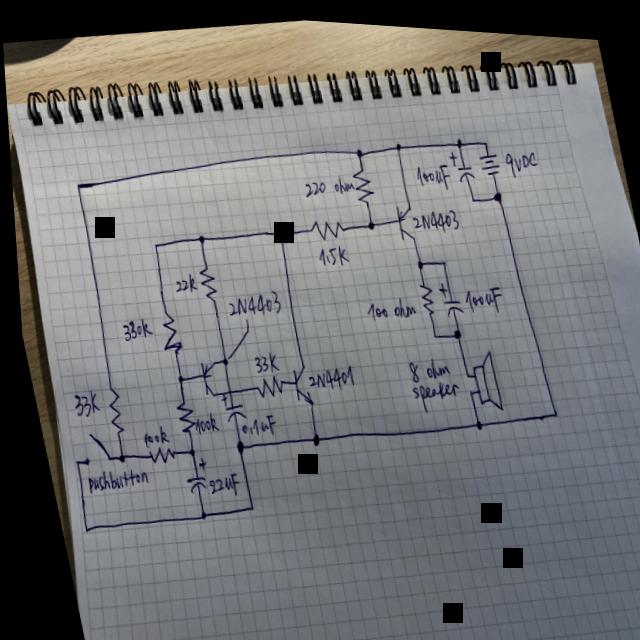 9VDC
100uF
220 ohm
2N4403
1.5K
22k
2N4403
100 ohm
100uF
330k
33K
2N4401
8 ohm
speaker
33K
100k
100k
0.1uF
pushbutton
22uF